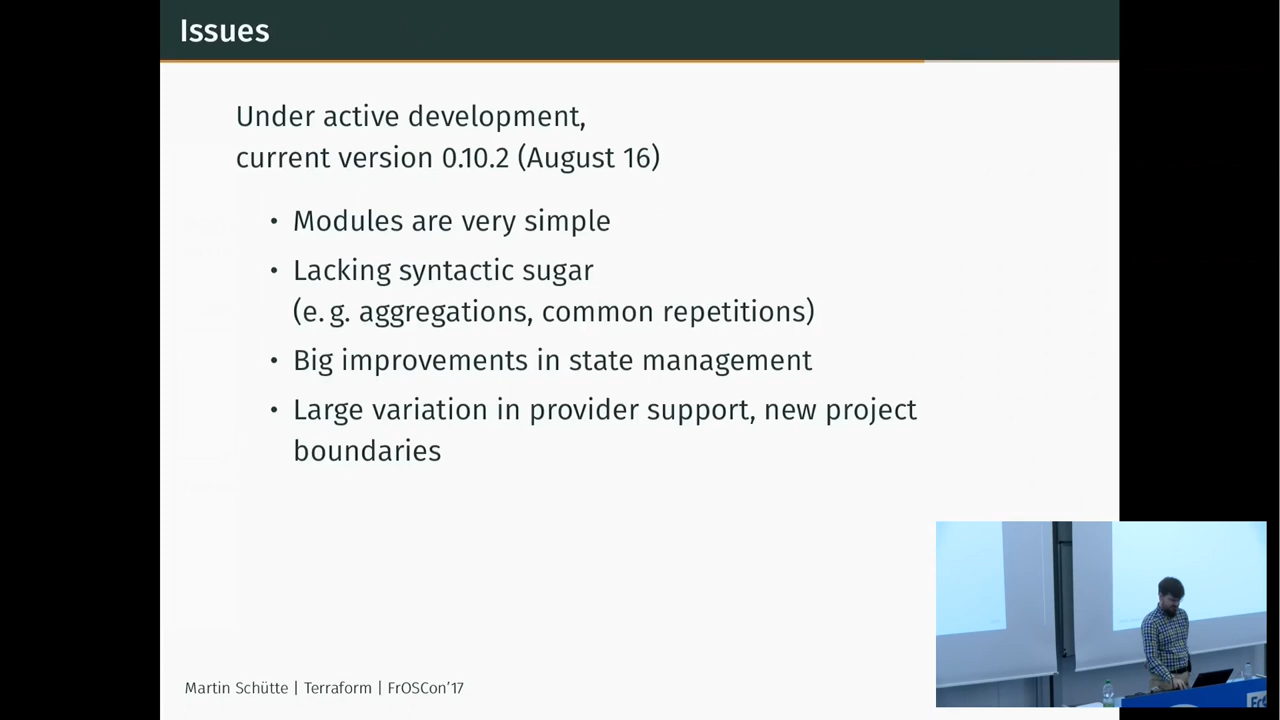 Issues
Under active development,
current version 0.10.2 (August 16)
• Modules are very simple
• Lacking syntactic sugar
(e. g. aggregations, common repetitions)
• Big improvements in state management
• Large variation in provider support, new project
boundaries
Martin Schütte | Terraform | FrOSCon’17